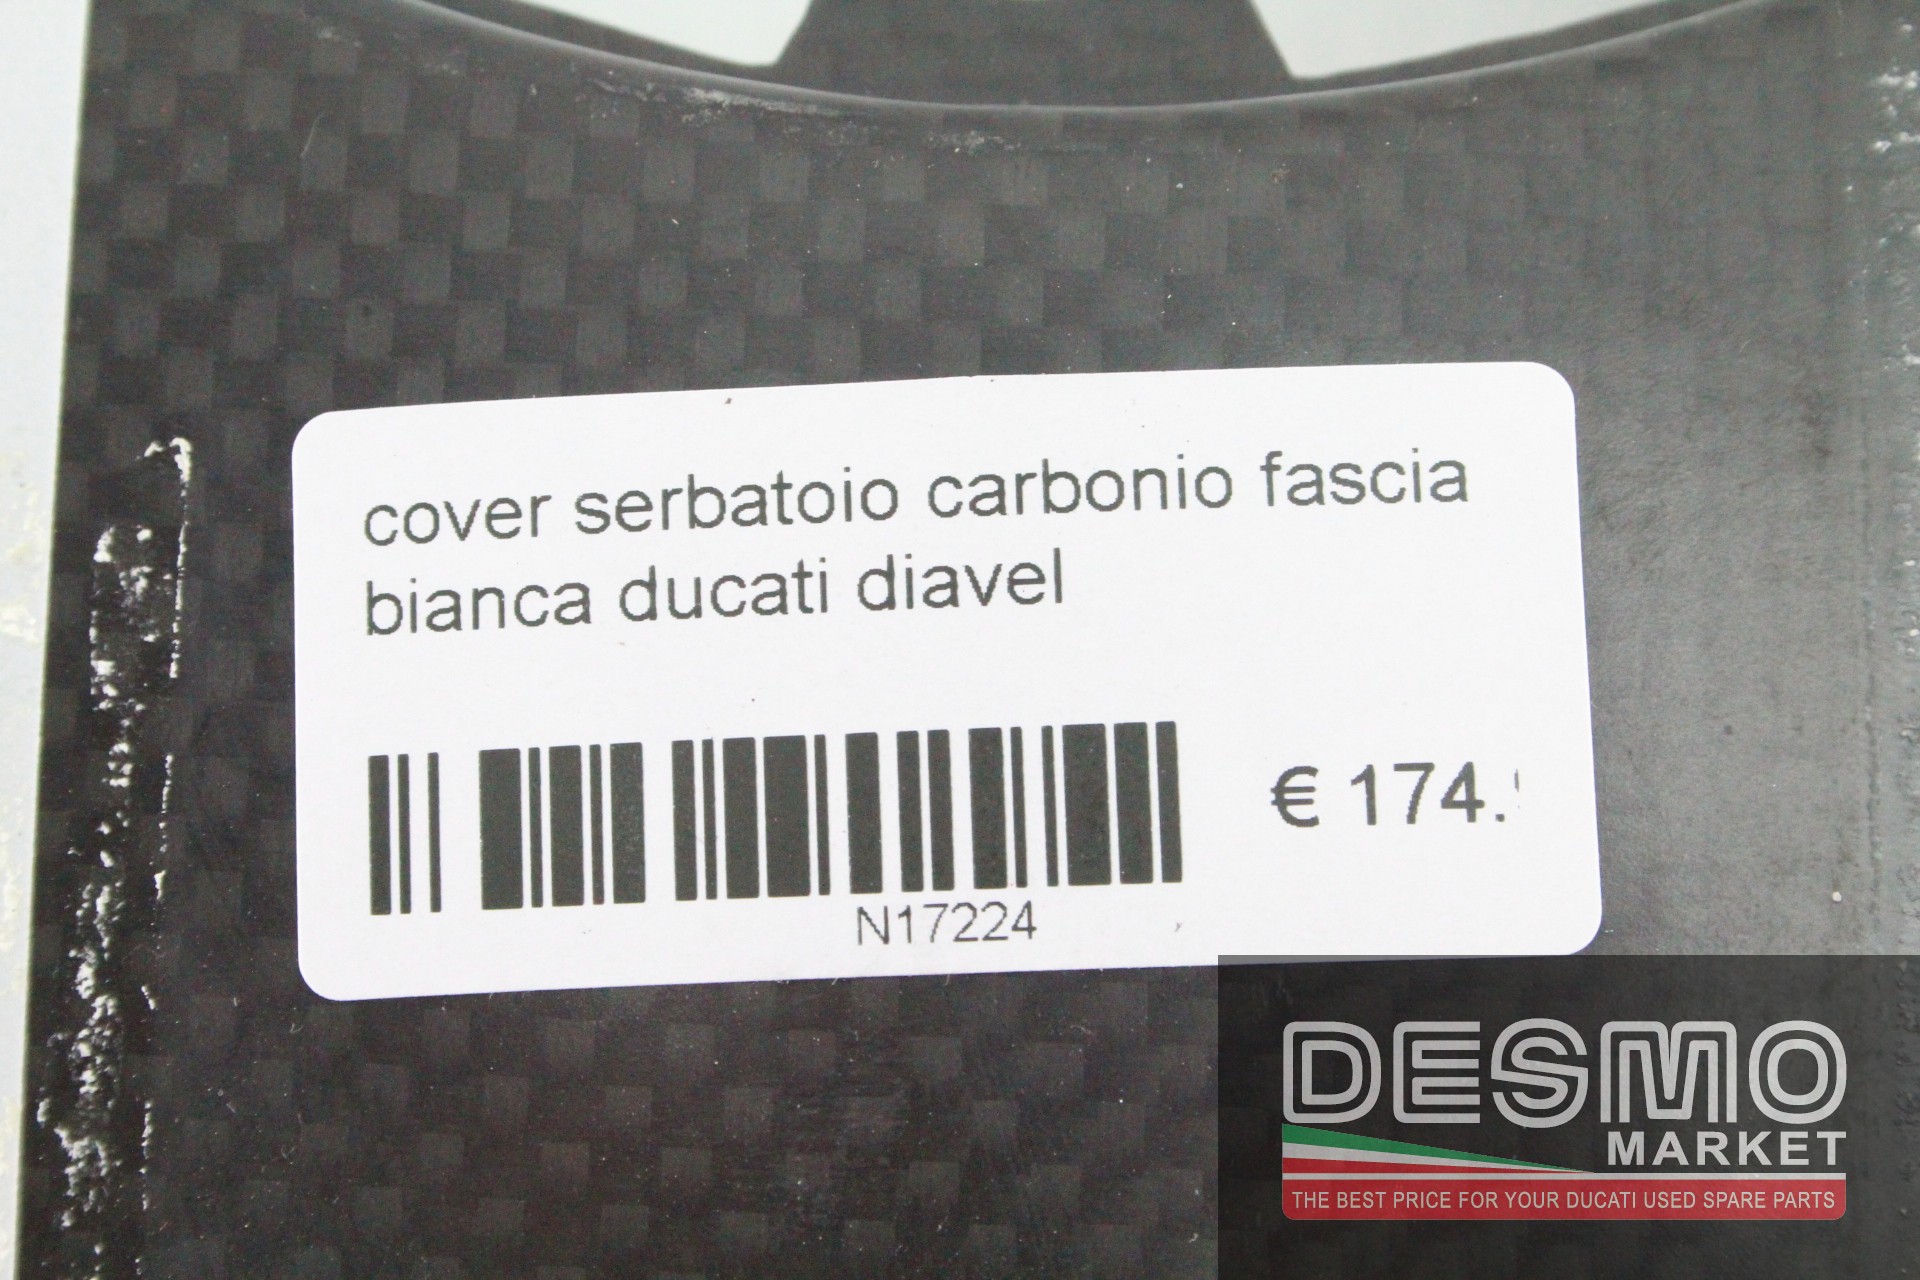 cover serbatoio carbonio fascia
bianca ducati diavel
€ 174.
N17224
DESMO
MARKET
THE BEST PRICE FOR YOUR DUCATI USED SPARE PARTS